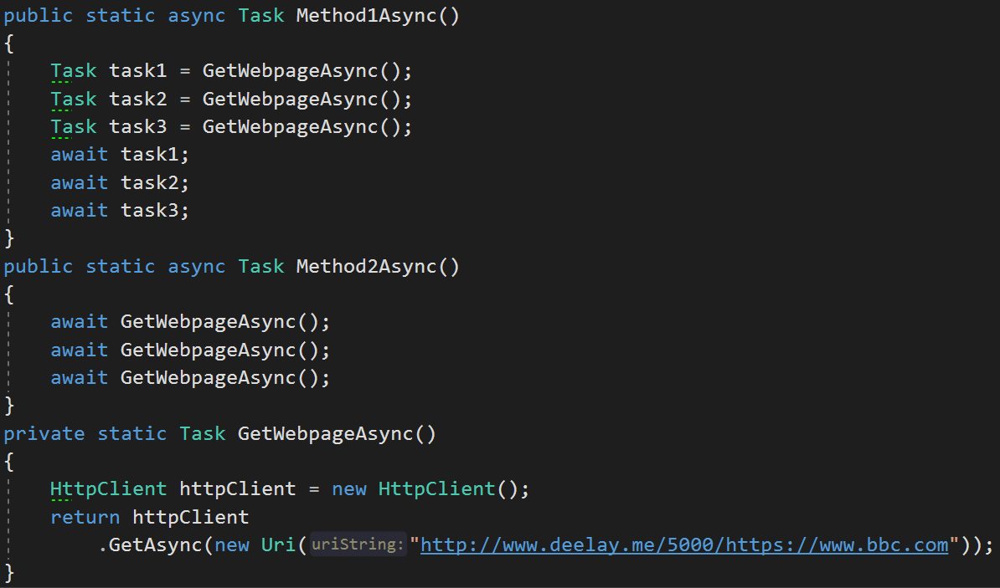 public static async Task Method1Async()
{
    Task task1 = GetWebpageAsync();
    Task task2 = GetWebpageAsync();
    Task task3 = GetWebpageAsync();
    await task1;
    await task2;
    await task3;
}
public static async Task Method2Async()
{
    await GetWebpageAsync();
    await GetWebpageAsync();
    await GetWebpageAsync();
}
private static Task GetWebpageAsync()
{
    HttpClient httpClient = new HttpClient();
    return httpClient
        .GetAsync(new Uri(uriString:"http://www.deelay.me/5000/https://www.bbc.com"));
}